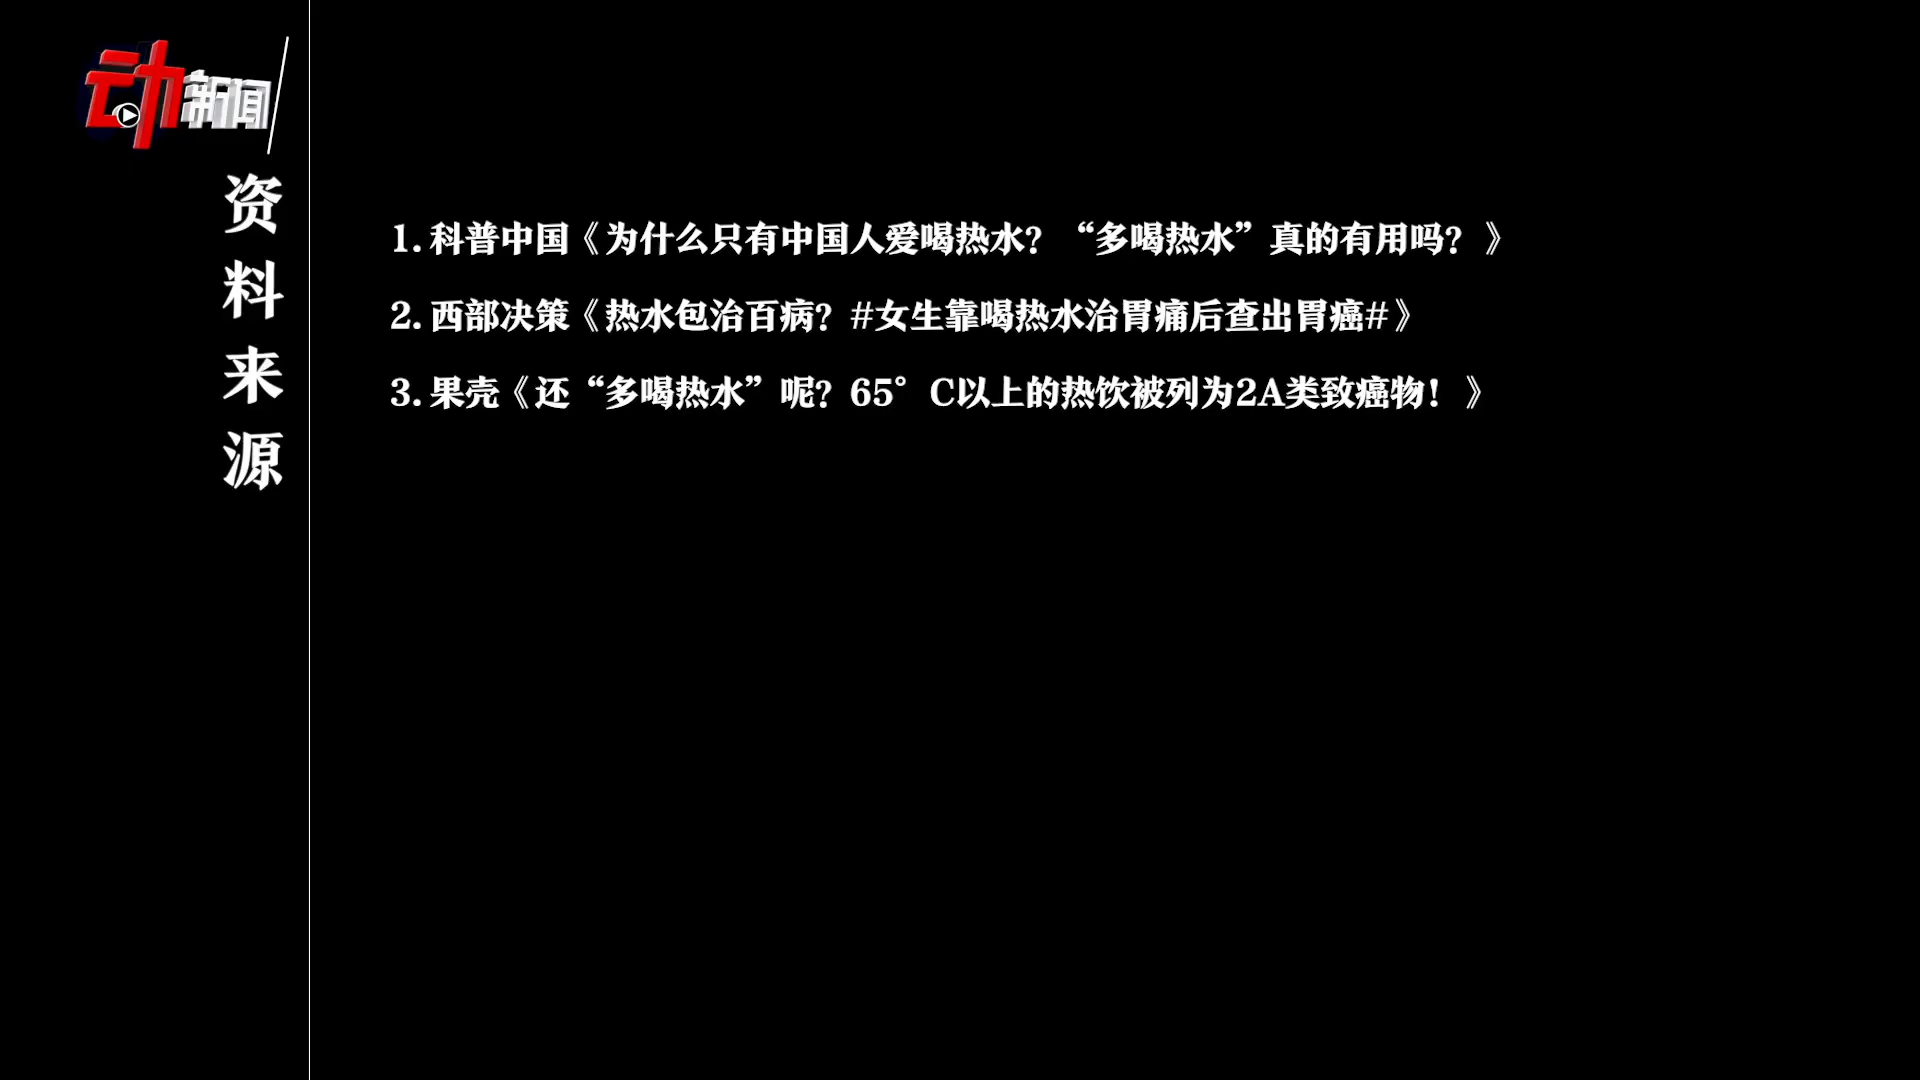 动新闻
资料来源
1.科普中国《为什么只有中国人爱喝热水？“多喝热水”真的有用吗？》
2.西部决策《热水包治百病？#女生靠喝热水治胃痛后查出胃癌#》
3.果壳《还“多喝热水”呢？65°C以上的热饮被列为2A类致癌物！》